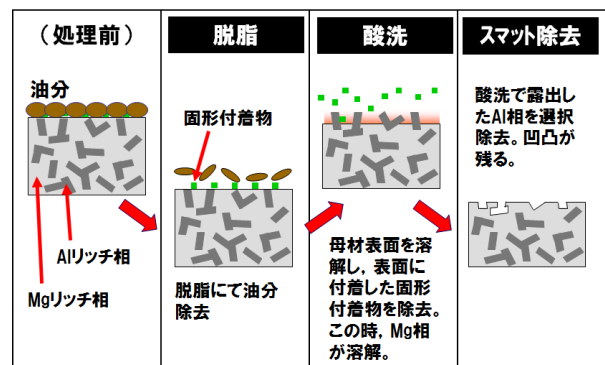 （処理前）
油分
Alリッチ相
Mgリッチ相
脱脂
固形付着物
脱脂にて油分
除去
酸洗
母材表面を溶
解し，表面に
付着した固形
付着物を除去。
この時，Mg相
が溶解。
スマット除去
酸洗で露出し
たAl相を選択
除去。凹凸が
残る。